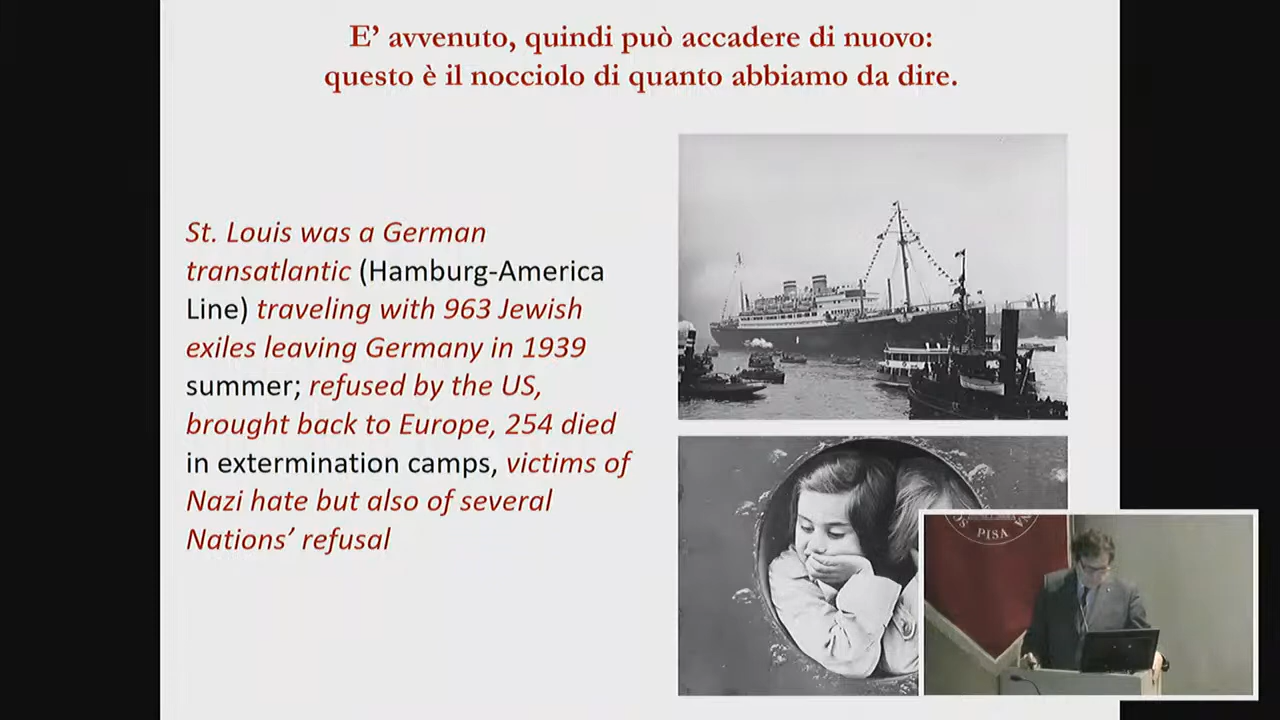 E’ avvenuto, quindi può accadere di nuovo:
questo è il nocciolo di quanto abbiamo da dire.
St. Louis was a German
transatlantic (Hamburg-America
Line) traveling with 963 Jewish
exiles leaving Germany in 1939
summer; refused by the US,
brought back to Europe, 254 died
in extermination camps, victims of
Nazi hate but also of several
Nations’ refusal
PISA